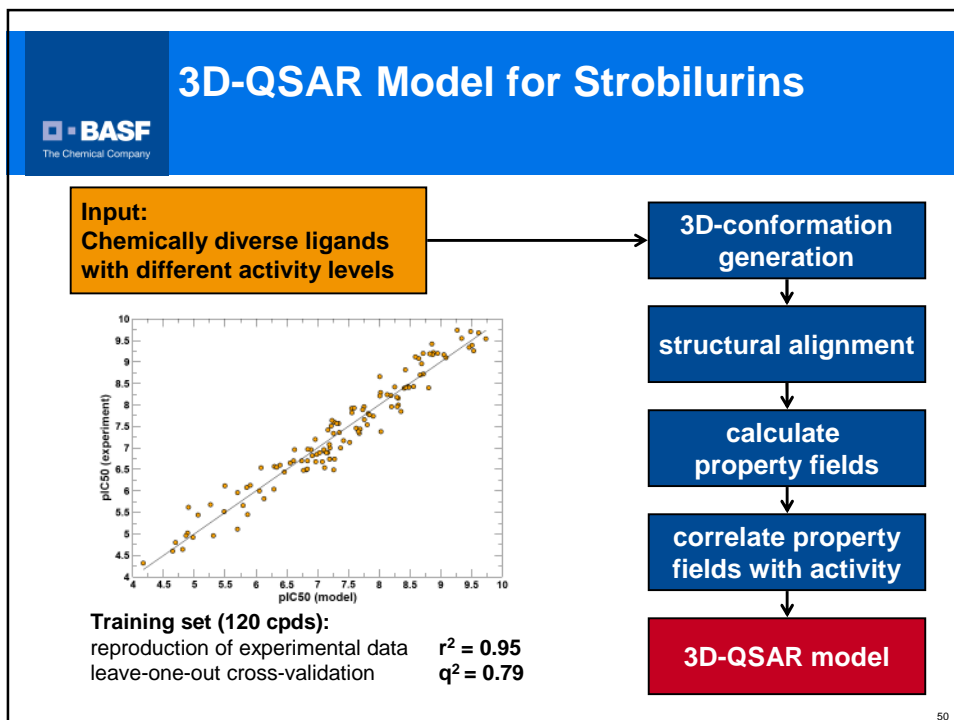 3D-QSAR Model for Strobilurins
BASF
The Chemical Company
Input:
Chemically diverse ligands
with different activity levels
3D-conformation
generation
structural alignment
calculate
property fields
correlate property
fields with activity
3D-QSAR model
pIC50 (experiment)
10
9.5
9
8.5
8
7.5
7
6.5
6
5.5
5
4.5
4
4 4.5 5 5.5 6 6.5 7 7.5 8 8.5 9 9.5 10
pIC50 (model)
Training set (120 cpds):
reproduction of experimental data r² = 0.95
leave-one-out cross-validation q² = 0.79
50